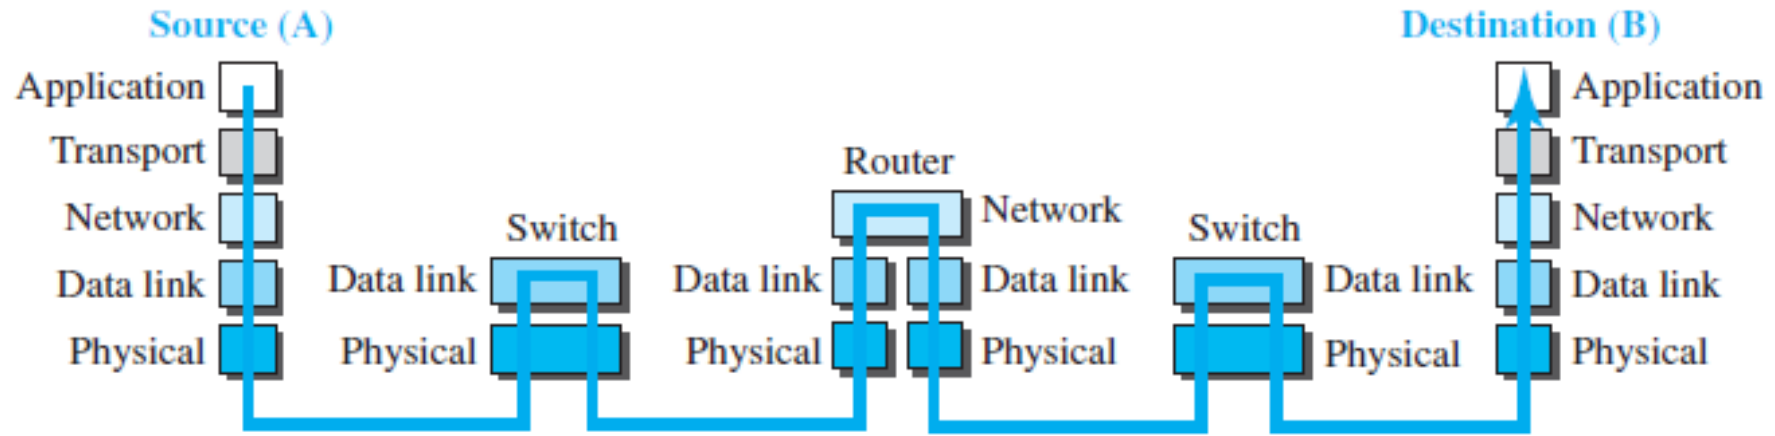 Source (A)
Destination (B)
Application
Transport
Network
Data link
Physical
Switch
Data link
Physical
Router
Network
Data link
Data link
Physical
Physical
Switch
Data link
Physical
Application
Transport
Network
Data link
Physical